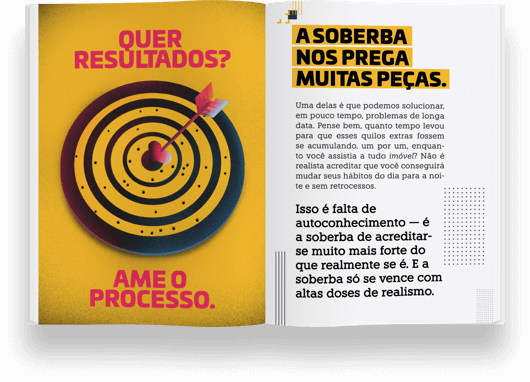 QUER
RESULTADOS?
AME O
PROCESSO.
A SOBERBA
NOS PREGA
MUITAS PEÇAS.
Uma delas é que podemos solucionar,
em pouco tempo, problemas de longa
data. Pense bem, quanto tempo levou
para que esses quilos extras fossem
se acumulando, um por um, enquan-
to você assistia a tudo imóvel? Não é
realista acreditar que você conseguirá
mudar seus hábitos do dia para a noi-
te e sem retrocessos.
Isso é falta de
autoconhecimento — é
a soberba de acreditar-
se muito mais forte do
que realmente se é. E a
soberba só se vence com
altas doses de realismo.